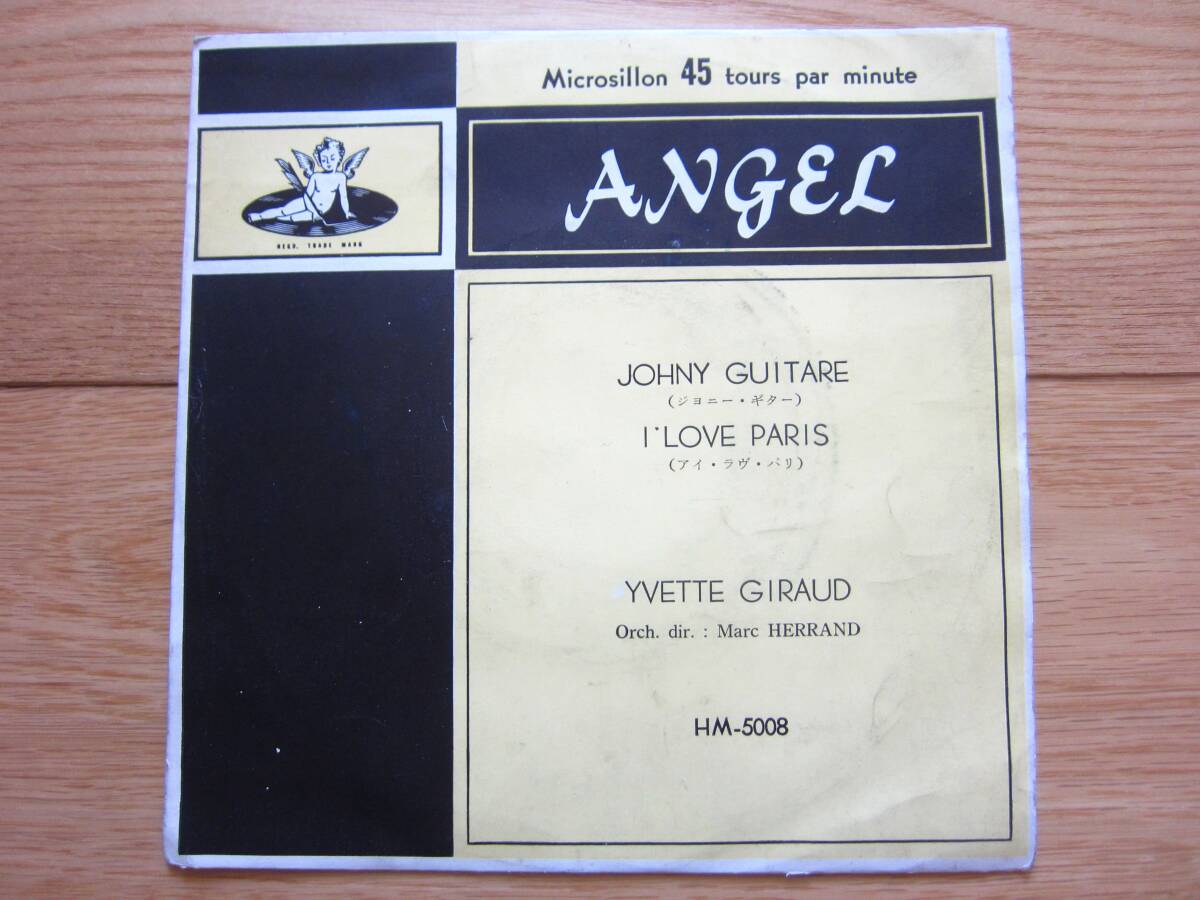 Microsillon 45 tours par minute
ANGEL
REGD. TRADE MARK
JOHNY GUITARE
(ジョニー・ギター)
I'LOVE PARIS
(アイ・ラヴ・パリ)
YVETTE GIRAUD
Orch. dir. : Marc HERRAND
HM-5008